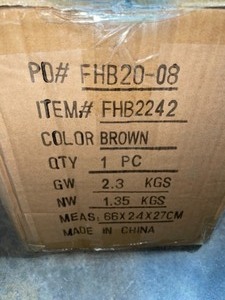 PO# FHB20-08
ITEM# FHB2242
COLOR BROWN
QTY 1 PC
GW 2.3 KGS
NW 1.35 KGS
MEAS: 66X24X27CM
MADE IN CHINA